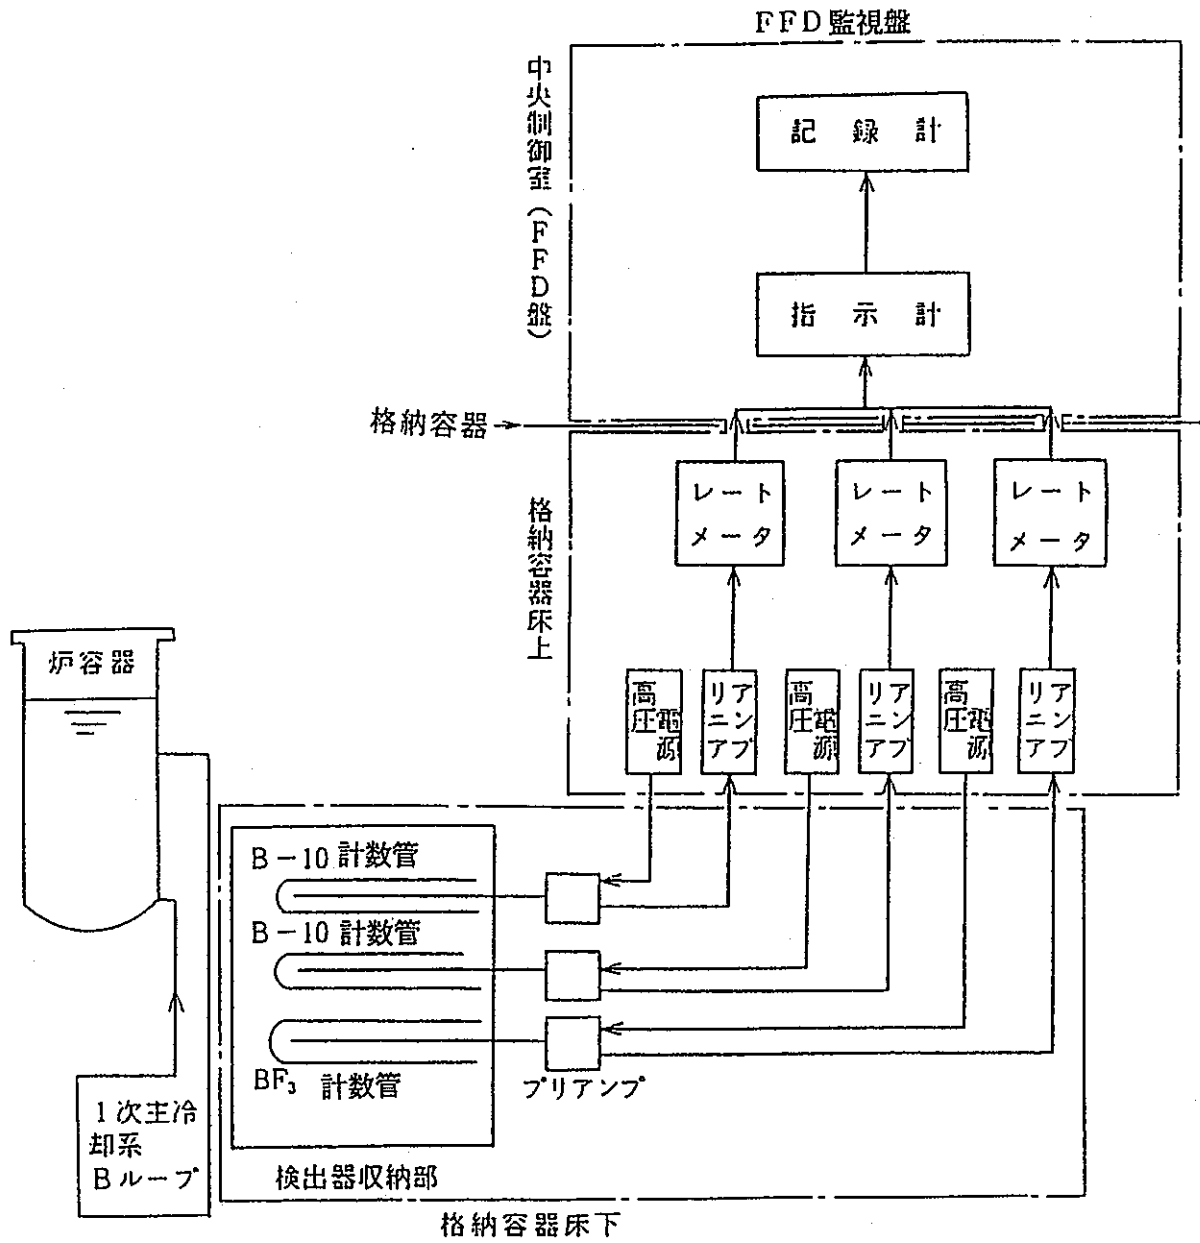 FFD監視盤
中央制御室(FFD盤)
記録計
指示計
格納容器
格納容器床上
レート
メータ
レート
メータ
レート
メータ
高圧電源
リニアアンプ
高圧電源
リニアアンプ
高圧電源
リニアアンプ
炉容器
B-10 計数管
B-10 計数管
BF₃ 計数管
プリアンプ
1次主冷
却系
Bループ
検出器収納部
格納容器床下